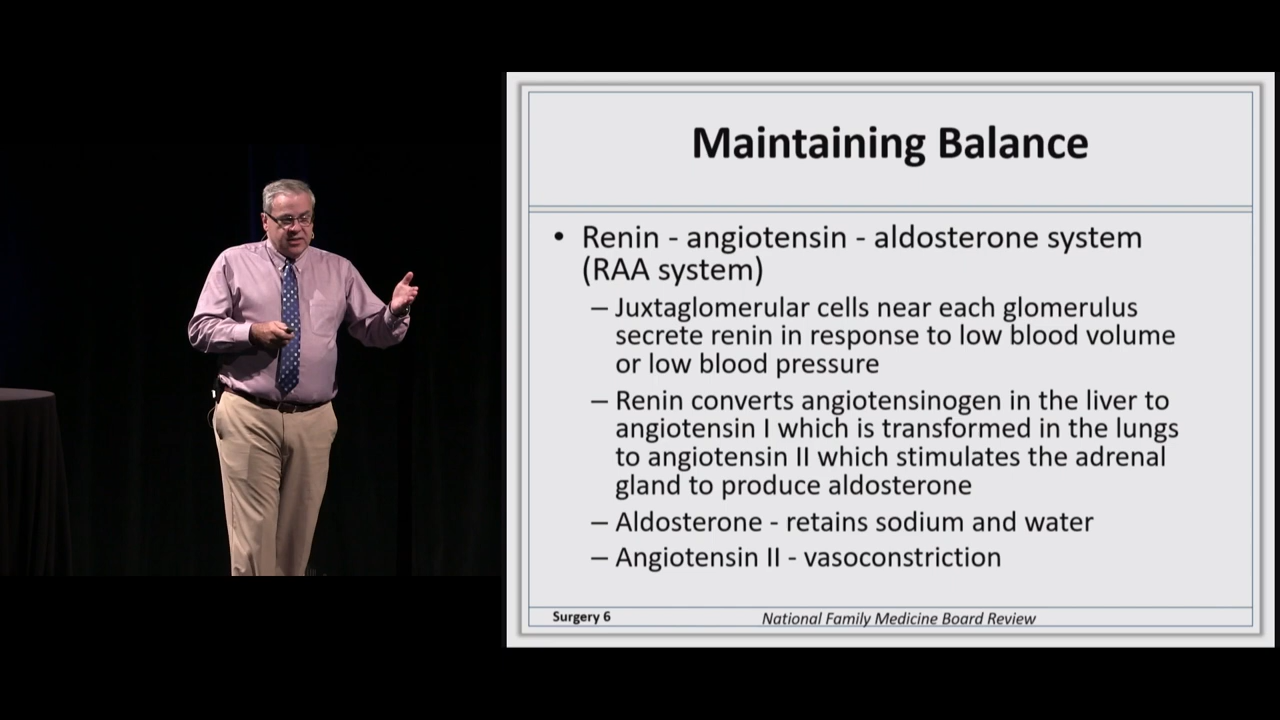 Maintaining Balance
• Renin - angiotensin - aldosterone system
(RAA system)
– Juxtaglomerular cells near each glomerulus
secrete renin in response to low blood volume
or low blood pressure
– Renin converts angiotensinogen in the liver to
angiotensin I which is transformed in the lungs
to angiotensin II which stimulates the adrenal
gland to produce aldosterone
– Aldosterone - retains sodium and water
– Angiotensin II - vasoconstriction
Surgery 6
National Family Medicine Board Review